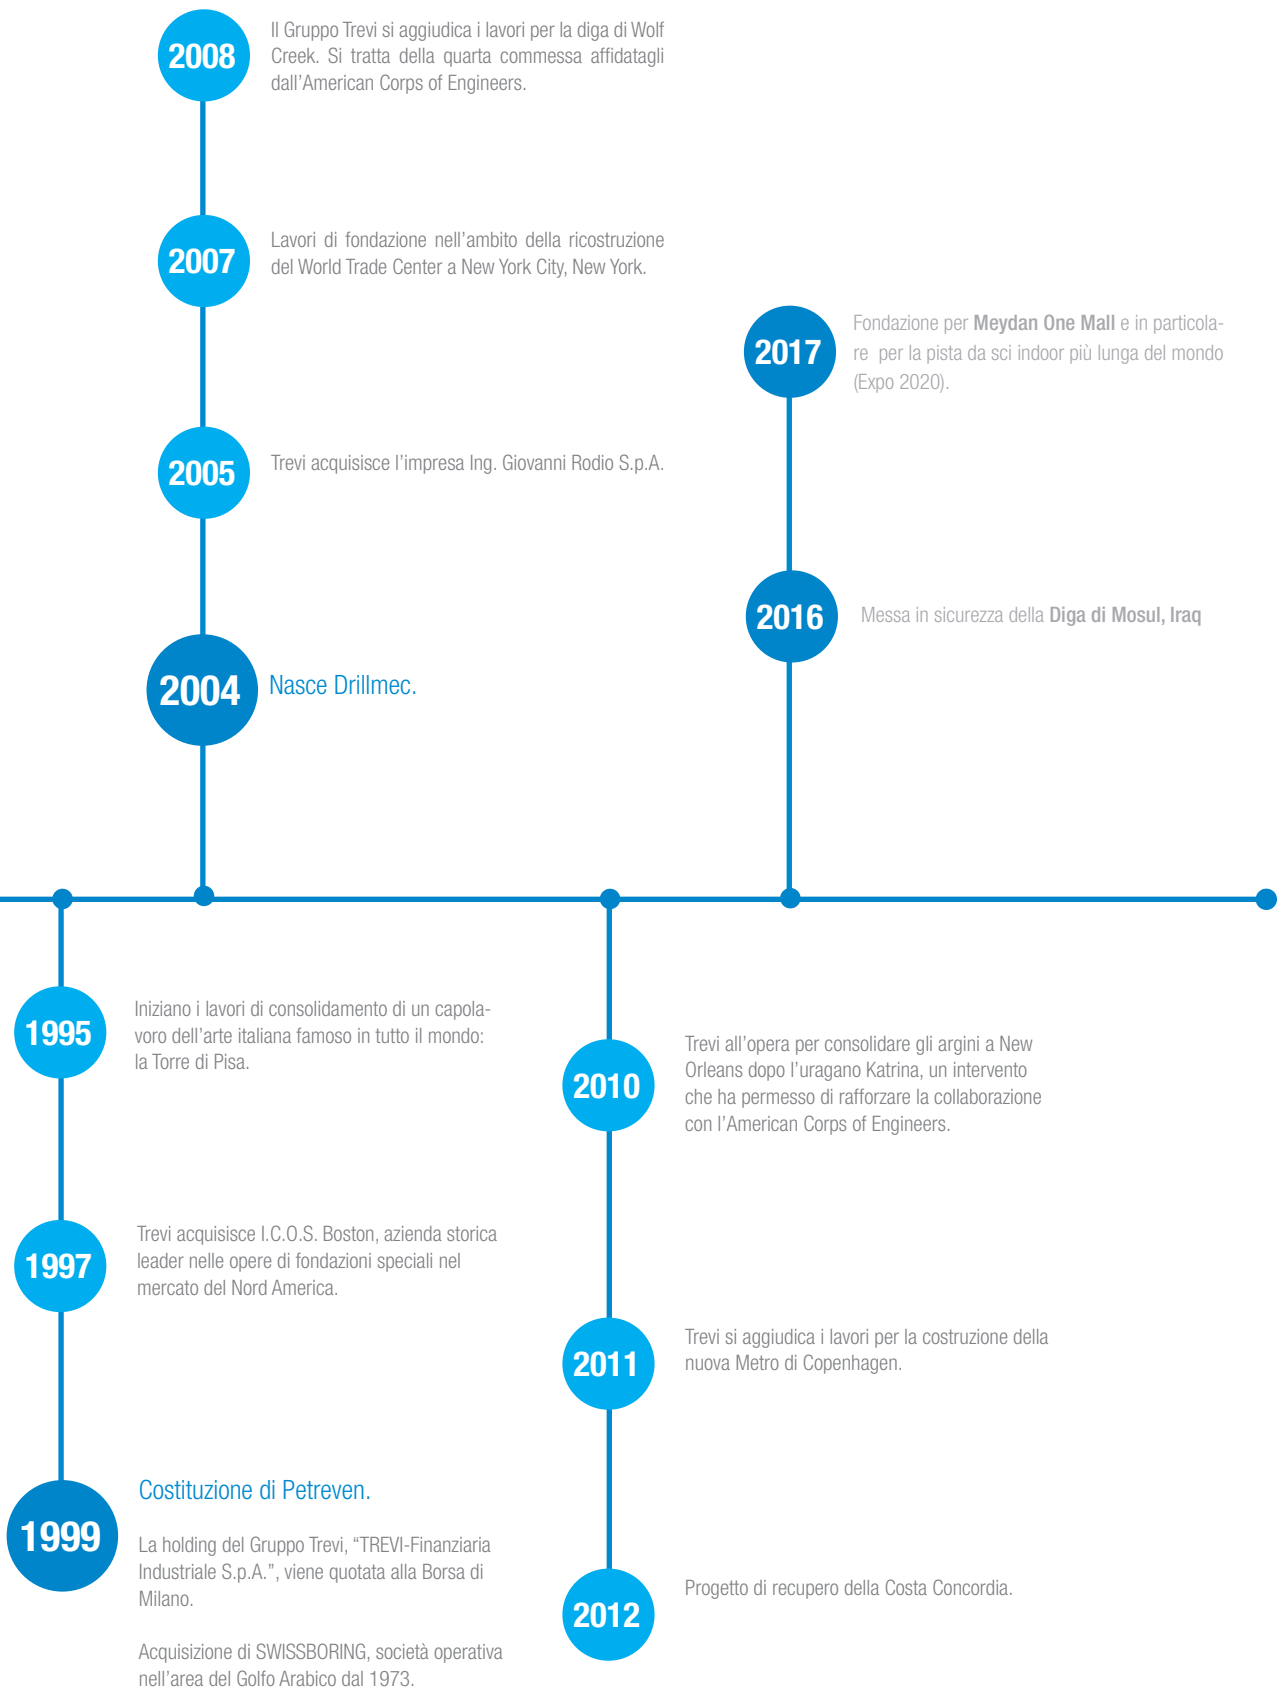 2008
Il Gruppo Trevi si aggiudica i lavori per la diga di Wolf
Creek. Si tratta della quarta commessa affidatagli
dall’American Corps of Engineers.
2007
Lavori di fondazione nell’ambito della ricostruzione
del World Trade Center a New York City, New York.
2005
Trevi acquisisce l’impresa Ing. Giovanni Rodio S.p.A.
2004
Nasce Drillmec.
2017
Fondazione per Meydan One Mall e in particola-
re per la pista da sci indoor più lunga del mondo
(Expo 2020).
2016
Messa in sicurezza della Diga di Mosul, Iraq
1995
Iniziano i lavori di consolidamento di un capola-
voro dell’arte italiana famoso in tutto il mondo:
la Torre di Pisa.
1997
Trevi acquisisce I.C.O.S. Boston, azienda storica
leader nelle opere di fondazioni speciali nel
mercato del Nord America.
1999
Costituzione di Petreven.
La holding del Gruppo Trevi, “TREVI-Finanziaria
Industriale S.p.A.”, viene quotata alla Borsa di
Milano.
Acquisizione di SWISSBORING, società operativa
nell’area del Golfo Arabico dal 1973.
2010
Trevi all’opera per consolidare gli argini a New
Orleans dopo l’uragano Katrina, un intervento
che ha permesso di rafforzare la collaborazione
con l’American Corps of Engineers.
2011
Trevi si aggiudica i lavori per la costruzione della
nuova Metro di Copenhagen.
2012
Progetto di recupero della Costa Concordia.